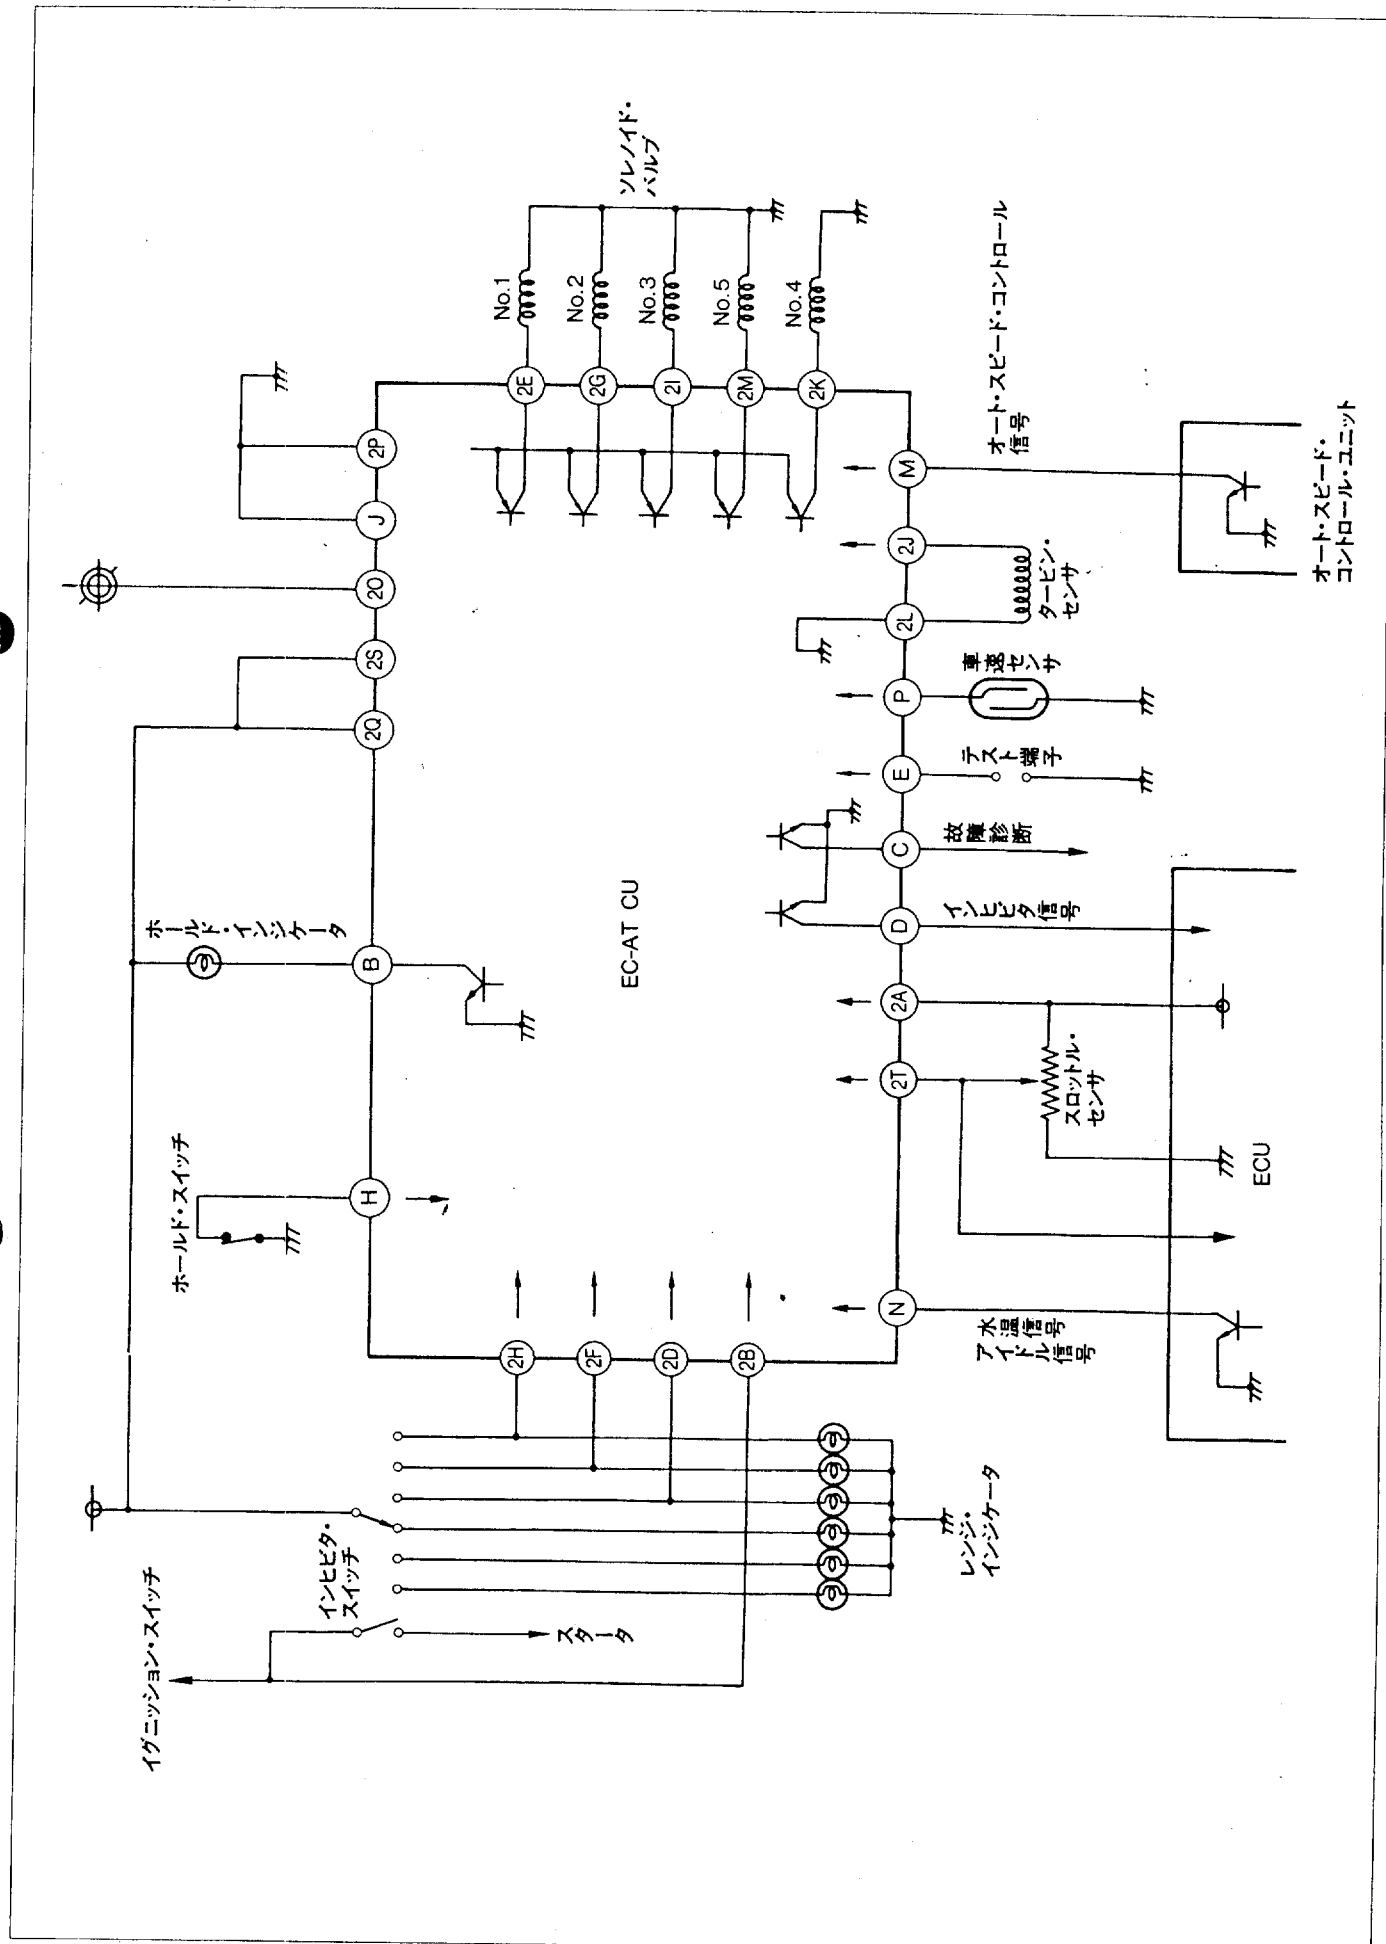 イグニッション・スイッチ
インヒビタ・
スイッチ
スタータ
レンジ・
インジケータ
ホールド・スイッチ
ホールド・インジケータ
H
B
2Q
2S
2O
J
2P
2H
2F
2D
2B
EC-AT CU
2E
2G
2I
2M
2K
No.1
No.2
No.3
No.5
No.4
ソレノイド・
バルブ
N
2T
2A
D
C
E
P
2L
2J
M
水温信号
アイドル信号
スロットル・
センサ
インヒビタ信号
故障診断
テスト端子
車速センサ
タービン・
センサ
オート・スピード・コントロール
信号
ECU
オート・スピード・
コントロール・ユニット